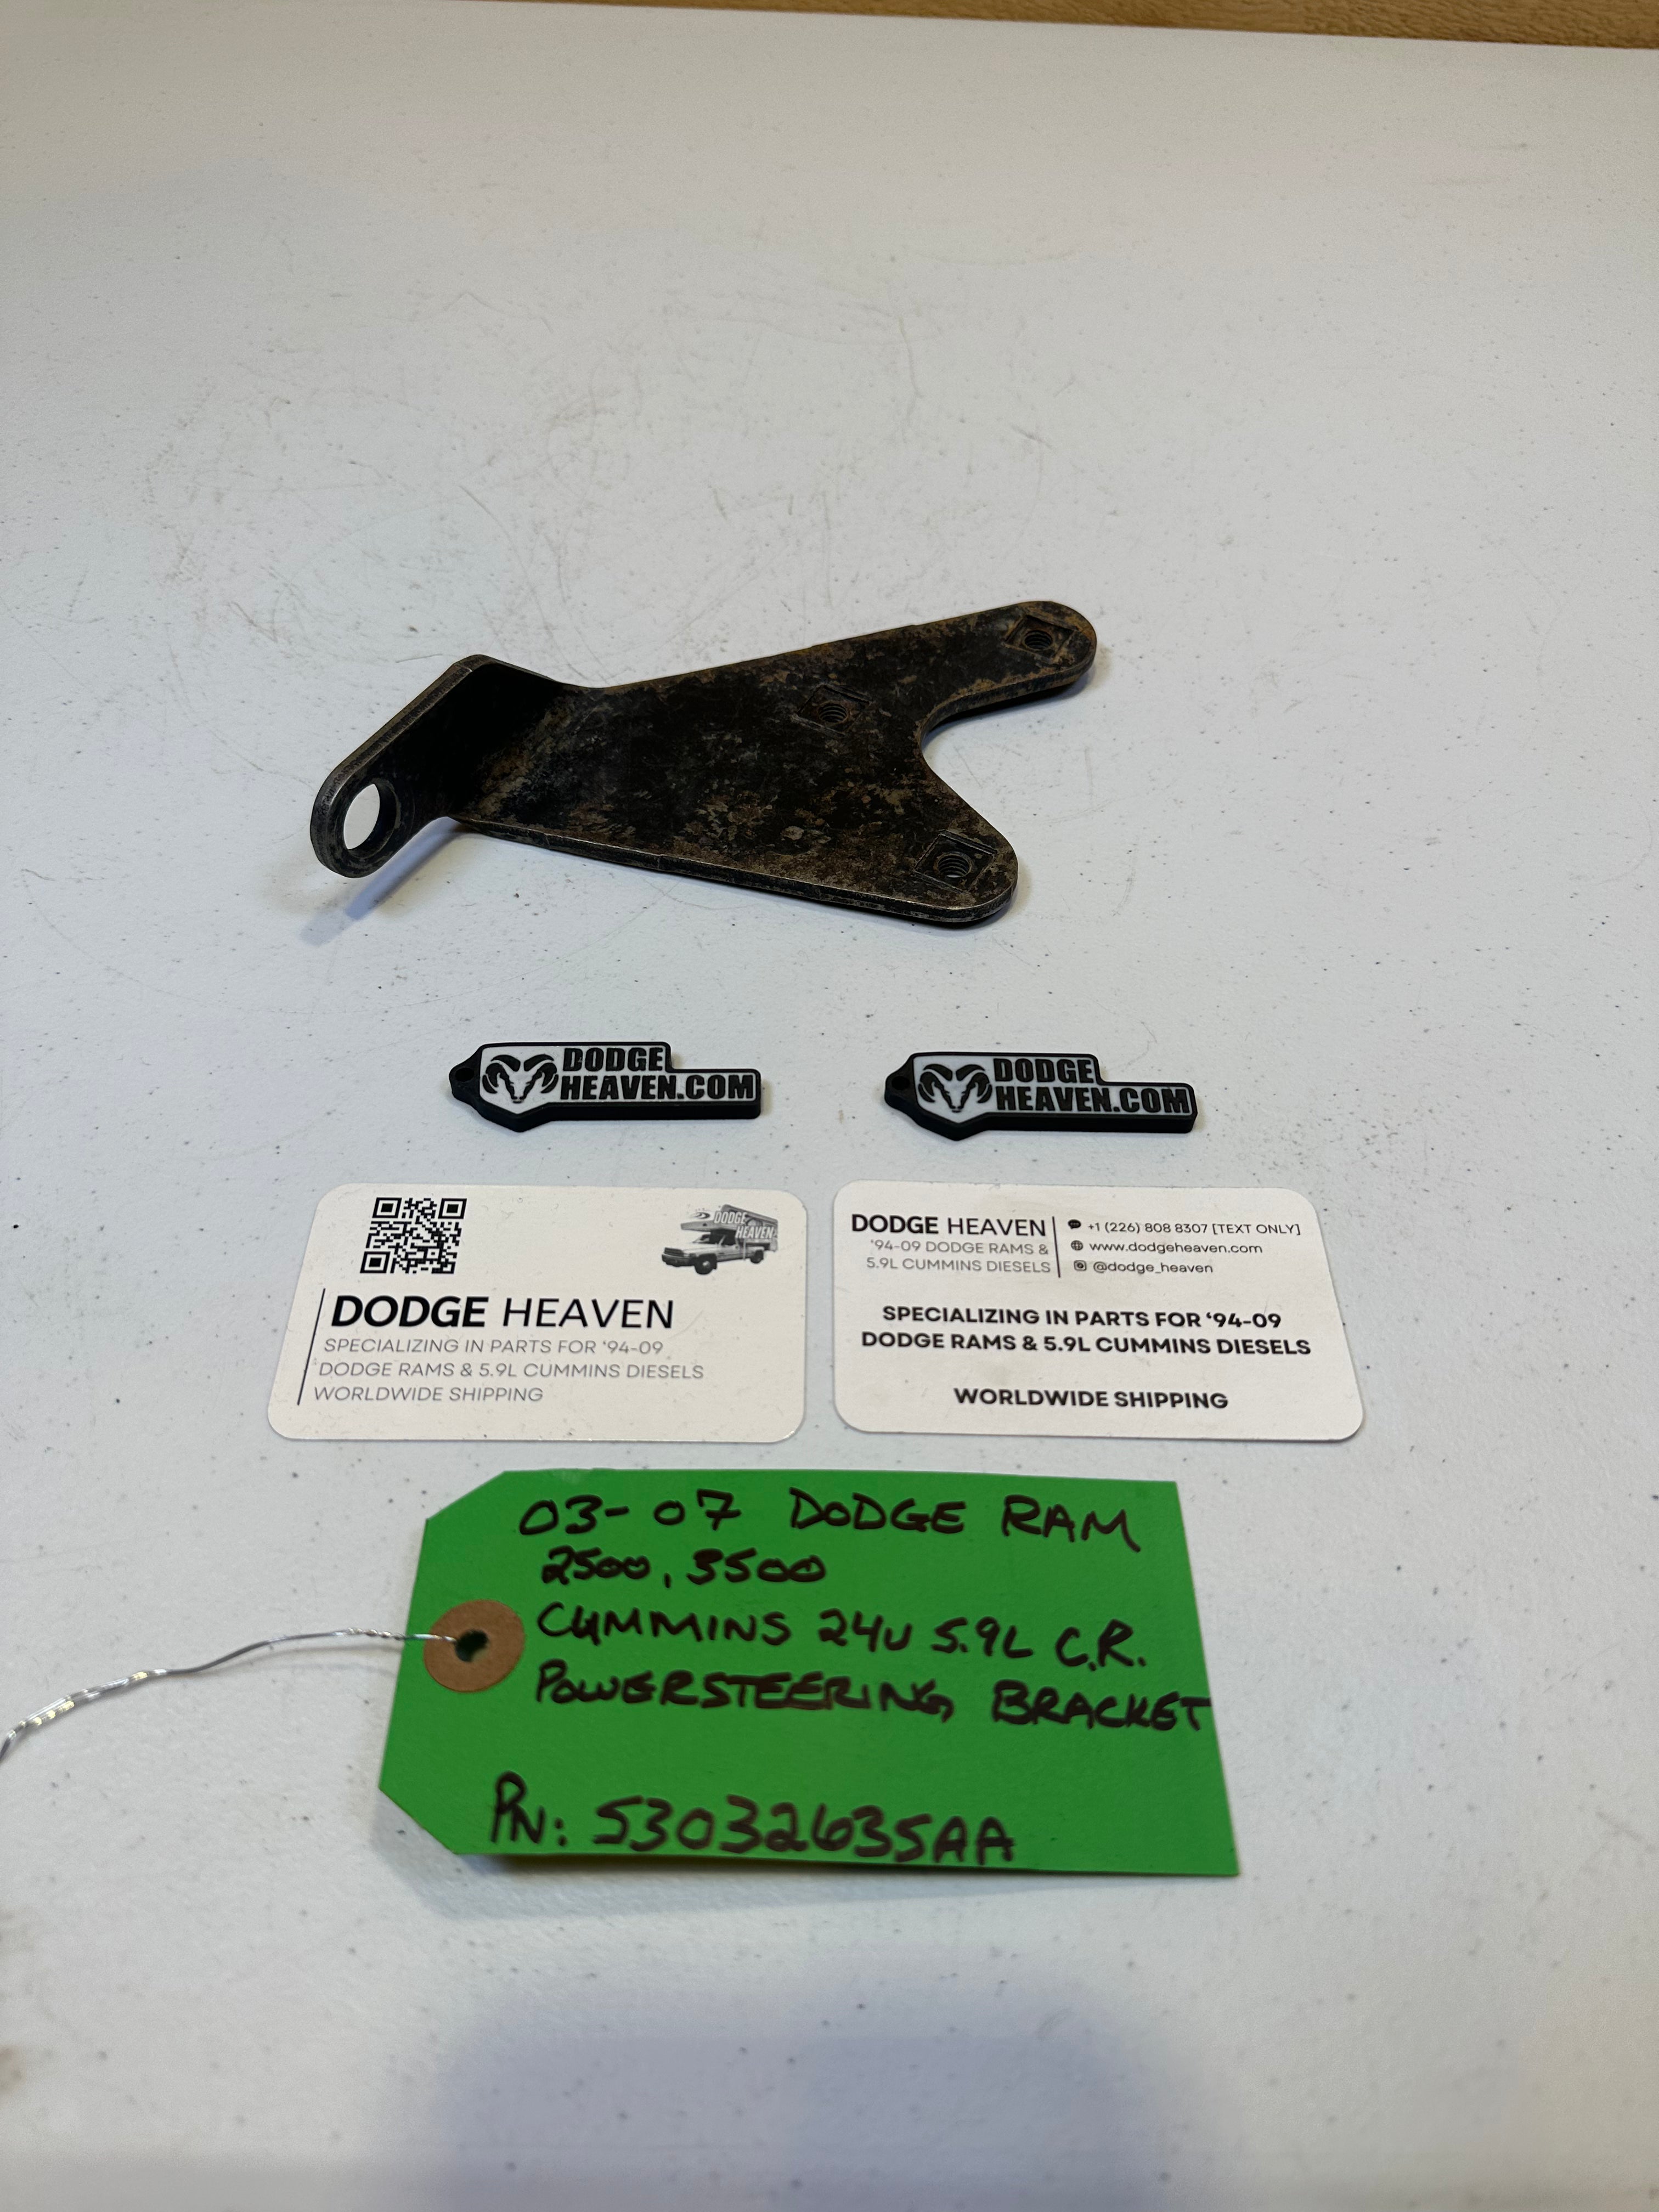 DODGE
HEAVEN.COM
DODGE
HEAVEN.COM
DODGE
HEAVEN
DODGE HEAVEN
SPECIALIZING IN PARTS FOR ‘94-09
DODGE RAMS & 5.9L CUMMINS DIESELS
WORLDWIDE SHIPPING
DODGE HEAVEN
‘94-09 DODGE RAMS &
5.9L CUMMINS DIESELS
+1 (226) 808 8307 [TEXT ONLY]
www.dodgeheaven.com
@dodge_heaven
SPECIALIZING IN PARTS FOR ‘94-09
DODGE RAMS & 5.9L CUMMINS DIESELS
WORLDWIDE SHIPPING
03-07 DODGE RAM
2500, 3500
CUMMINS 24V 5.9L C.R.
POWERSTEERING BRACKET
PN: 53032635AA